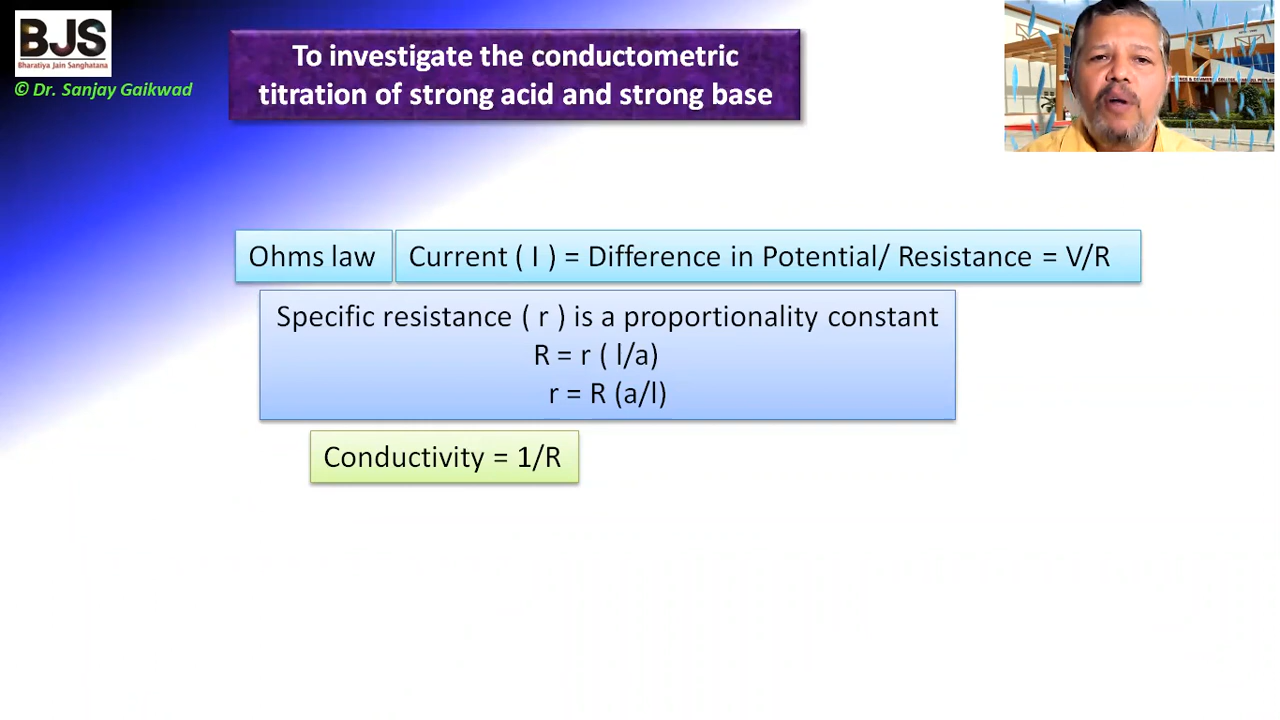 BJS
Bharatiya Jain Sanghatana
© Dr. Sanjay Gaikwad
To investigate the conductometric
titration of strong acid and strong base
Ohms law
Current ( I ) = Difference in Potential/ Resistance = V/R
Specific resistance ( r ) is a proportionality constant
R = r ( l/a)
r = R (a/l)
Conductivity = 1/R